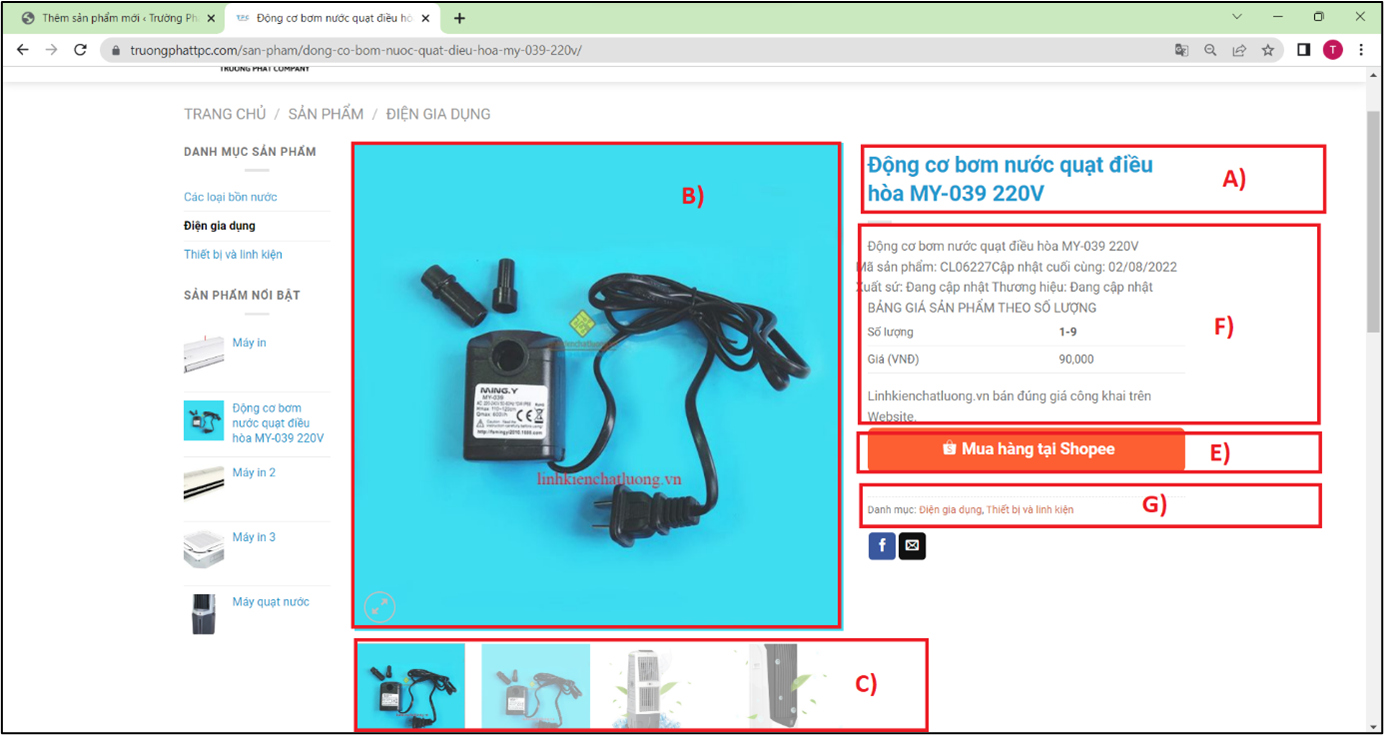 Thêm sản phẩm mới ‹ Trường Ph
Động cơ bơm nước quạt điều hò
truongphattpc.com/san-pham/dong-co-bom-nuoc-quat-dieu-hoa-my-039-220v/
T
TRUONG PHAT COMPANY
TRANG CHỦ / SẢN PHẨM / ĐIỆN GIA DỤNG
DANH MỤC SẢN PHẨM
Các loại bồn nước
Điện gia dụng
Thiết bị và linh kiện
SẢN PHẨM NỔI BẬT
Máy in
Động cơ bơm
nước quạt điều
hòa MY-039 220V
Máy in 2
Máy in 3
Máy quạt nước
B)
MING.Y
MY-039
linhkienchatluong.vn
C)
Động cơ bơm nước quạt điều
hòa MY-039 220V
A)
Động cơ bơm nước quạt điều hòa MY-039 220V
Mã sản phẩm: CL06227Cập nhật cuối cùng: 02/08/2022
Xuất sứ: Đang cập nhật Thương hiệu: Đang cập nhật
BẢNG GIÁ SẢN PHẨM THEO SỐ LƯỢNG
Số lượng 1-9
F)
Giá (VNĐ) 90,000
Linhkienchatluong.vn bán đúng giá công khai trên
Website.
Mua hàng tại Shopee
E)
Danh mục: Điện gia dụng, Thiết bị và linh kiện
G)